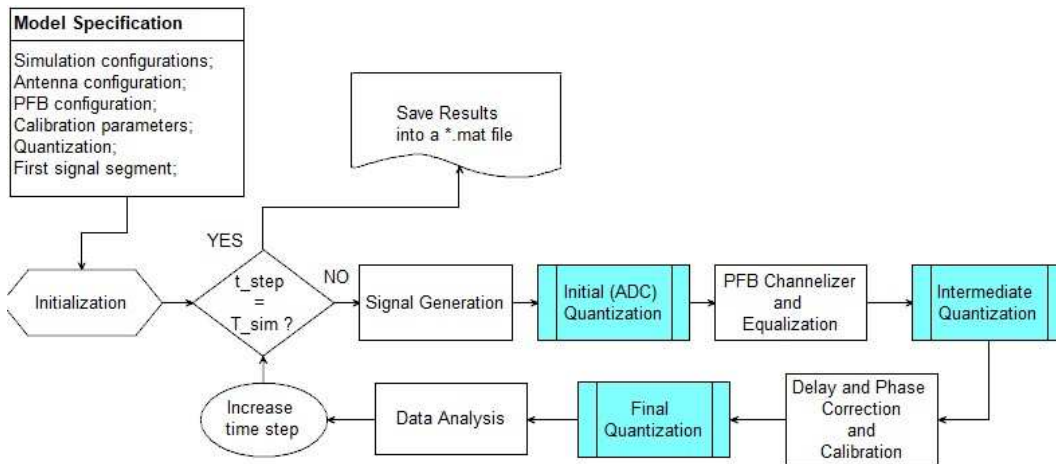 Model Specification
Simulation configurations;
Antenna configuration;
PFB configuration;
Calibration parameters;
Quantization;
First signal segment;
Save Results
into a *.mat file
YES
NO
Initialization
t_step
=
T_sim ?
Signal Generation
Initial (ADC)
Quantization
PFB Channelizer
and
Equalization
Intermediate
Quantization
Increase
time step
Data Analysis
Final
Quantization
Delay and Phase
Correction
and
Calibration